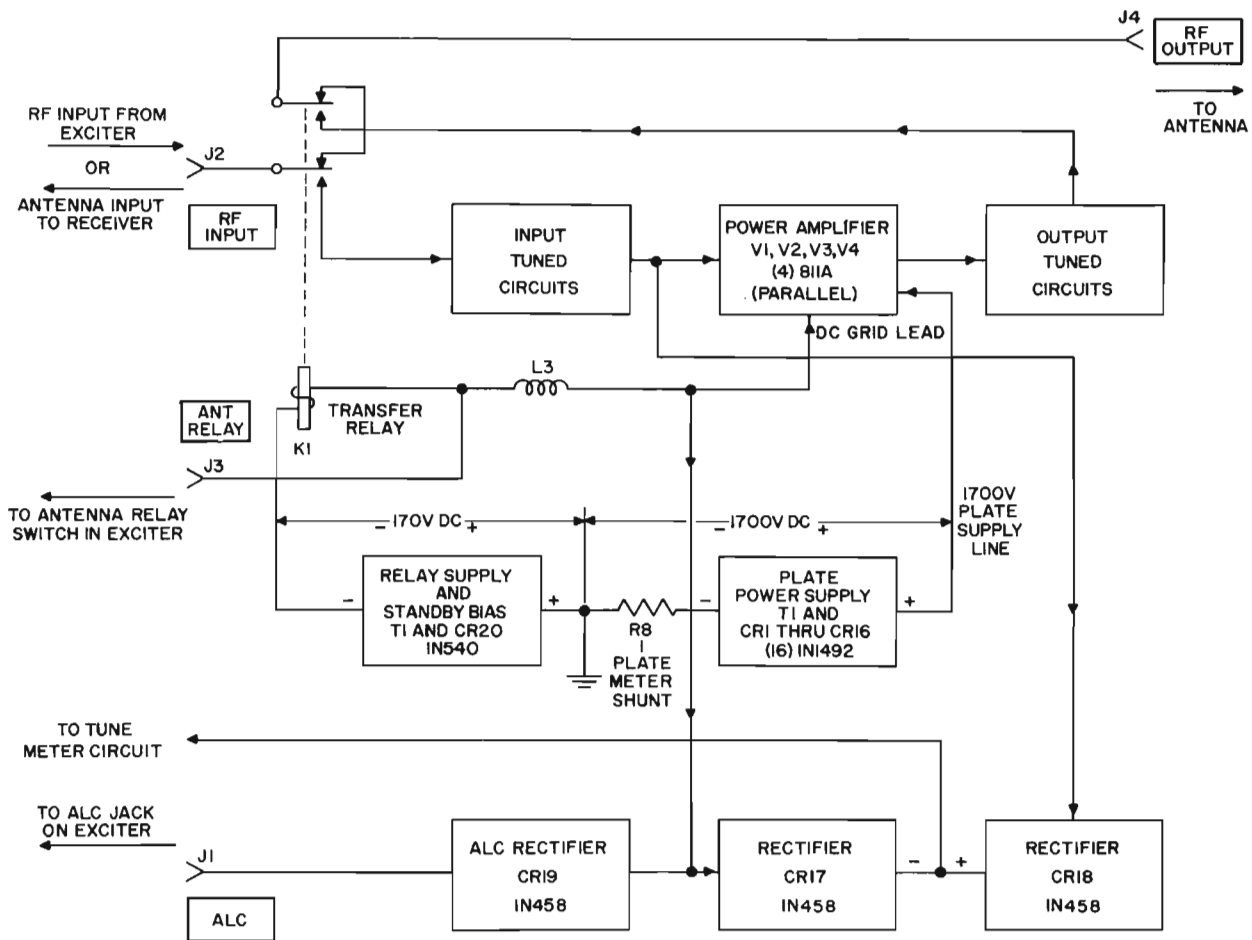 J4
RF
OUTPUT
TO
ANTENNA
RF INPUT FROM
EXCITER
OR
ANTENNA INPUT
TO RECEIVER
J2
RF
INPUT
INPUT
TUNED
CIRCUITS
POWER AMPLIFIER
V1, V2, V3, V4
(4) 811A
(PARALLEL)
OUTPUT
TUNED
CIRCUITS
DC GRID LEAD
L3
ANT
RELAY
TRANSFER
RELAY
K1
J3
TO ANTENNA RELAY
SWITCH IN EXCITER
- 170V DC +
- 1700V DC +
1700V
PLATE
SUPPLY
LINE
RELAY SUPPLY
AND
STANDBY BIAS
T1 AND CR20
1N540
- +
R8
PLATE
METER
SHUNT
PLATE
POWER SUPPLY
T1 AND
CR1 THRU CR16
(16) 1N1492
- +
TO TUNE
METER CIRCUIT
TO ALC JACK
ON EXCITER
J1
ALC
ALC RECTIFIER
CR19
1N458
RECTIFIER
CR17
1N458
- +
RECTIFIER
CR18
1N458